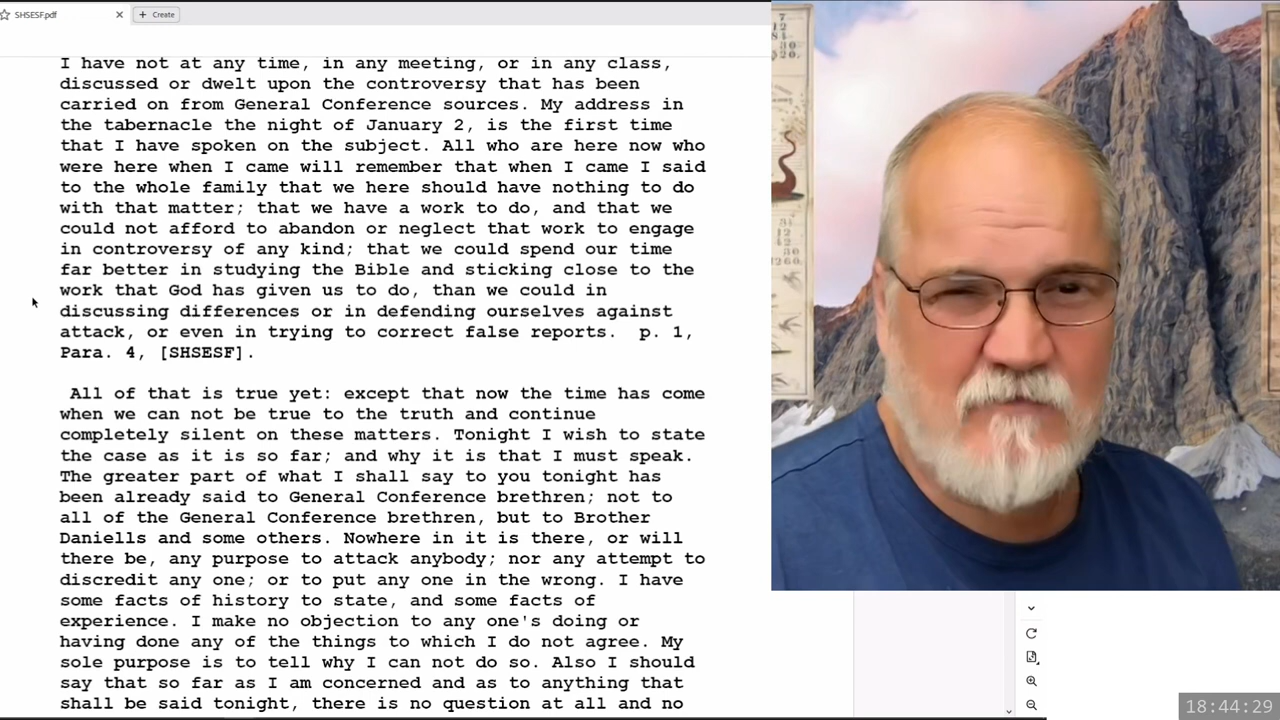 SHSESF.pdf
Create
I have not at any time, in any meeting, or in any class,
discussed or dwelt upon the controversy that has been
carried on from General Conference sources. My address in
the tabernacle the night of January 2, is the first time
that I have spoken on the subject. All who are here now who
were here when I came will remember that when I came I said
to the whole family that we here should have nothing to do
with that matter; that we have a work to do, and that we
could not afford to abandon or neglect that work to engage
in controversy of any kind; that we could spend our time
far better in studying the Bible and sticking close to the
work that God has given us to do, than we could in
discussing differences or in defending ourselves against
attack, or even in trying to correct false reports. p. 1,
Para. 4, [SHSESF].
All of that is true yet: except that now the time has come
when we can not be true to the truth and continue
completely silent on these matters. Tonight I wish to state
the case as it is so far; and why it is that I must speak.
The greater part of what I shall say to you tonight has
been already said to General Conference brethren; not to
all of the General Conference brethren, but to Brother
Daniells and some others. Nowhere in it is there, or will
there be, any purpose to attack anybody; nor any attempt to
discredit any one; or to put any one in the wrong. I have
some facts of history to state, and some facts of
experience. I make no objection to any one's doing or
having done any of the things to which I do not agree. My
sole purpose is to tell why I can not do so. Also I should
say that so far as I am concerned and as to anything that
shall be said tonight, there is no question at all and no
18:44:29